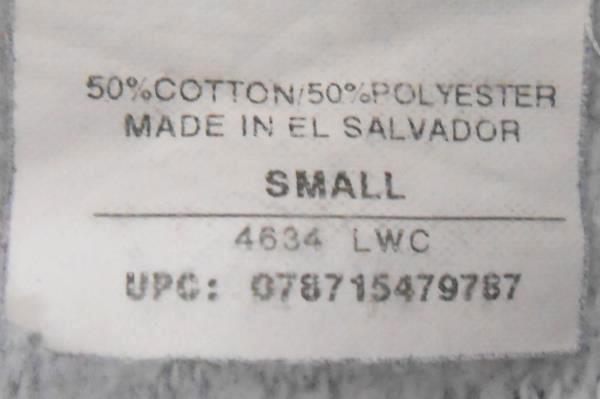 50%COTTON/50%POLYESTER
MADE IN EL SALVADOR
SMALL
4634 LWC
UPC: 078715479787